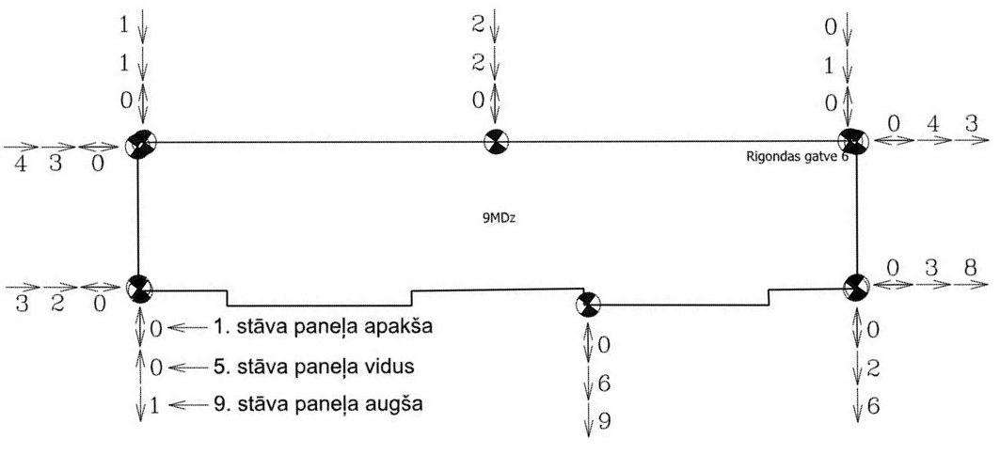 1 2 0
1 2 1
0 0 0
0 4 3
4 3 0
Rigondas gatve 6
9MDz
0 3 8
3 2 0
0 1. stāva paneļa apakša
0 0
0 5. stāva paneļa vidus
6 2
1 9. stāva paneļa augša
9 6